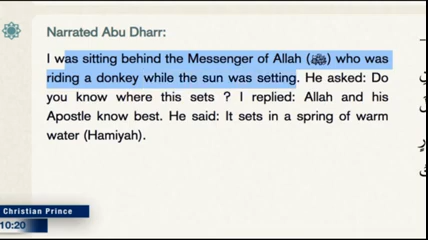 Narrated Abu Dharr:
I was sitting behind the Messenger of Allah (ﷺ) who was
riding a donkey while the sun was setting. He asked: Do
you know where this sets ? I replied: Allah and his
Apostle know best. He said: It sets in a spring of warm
water (Hamiyah).
Christian Prince
10:20